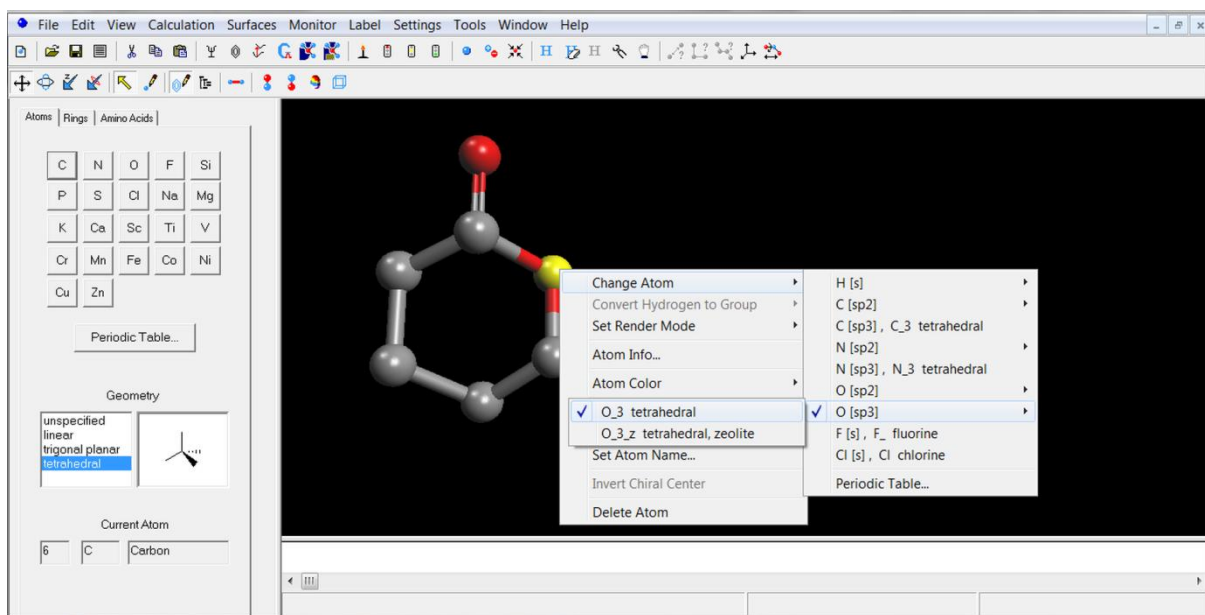 File Edit View Calculation Surfaces Monitor Label Settings Tools Window Help
Atoms Rings Amino Acids
C N O F Si
P S Cl Na Mg
K Ca Sc Ti V
Cr Mn Fe Co Ni
Cu Zn
Periodic Table...
Geometry
unspecified
linear
trigonal planar
tetrahedral
Current Atom
6 C Carbon
Change Atom
Convert Hydrogen to Group
Set Render Mode
Atom Info...
Atom Color
O_3 tetrahedral
O_3_z tetrahedral, zeolite
Set Atom Name...
Invert Chiral Center
Delete Atom
H [s]
C [sp2]
C [sp3] , C_3 tetrahedral
N [sp2]
N [sp3] , N_3 tetrahedral
O [sp2]
O [sp3]
F [s] , F_ fluorine
Cl [s] , Cl chlorine
Periodic Table...